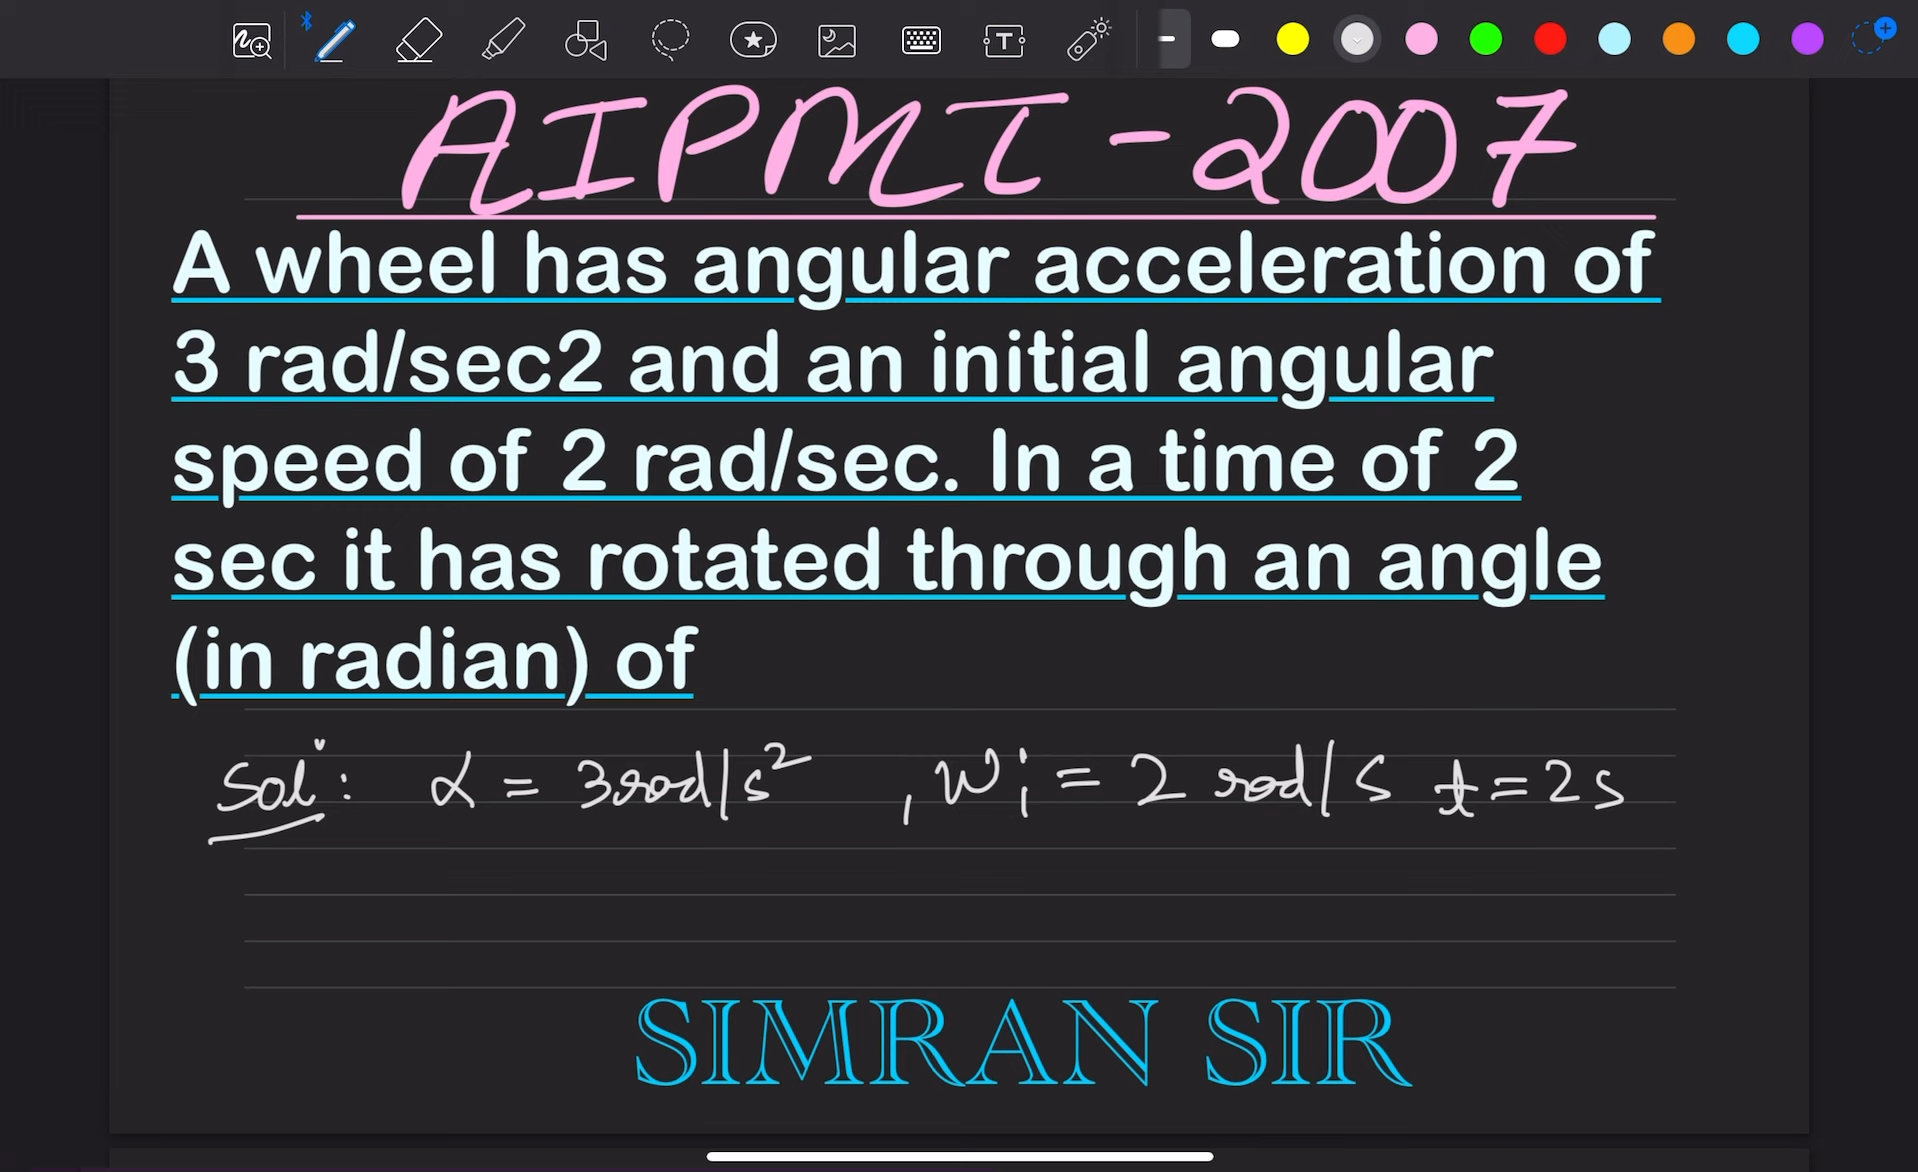 AIPMT-2007
A wheel has angular acceleration of
3 rad/sec2 and an initial angular
speed of 2 rad/sec. In a time of 2
sec it has rotated through an angle
(in radian) of
Sol: α = 3rad/s² , ωi = 2 rad/s t = 2s
SIMRAN SIR